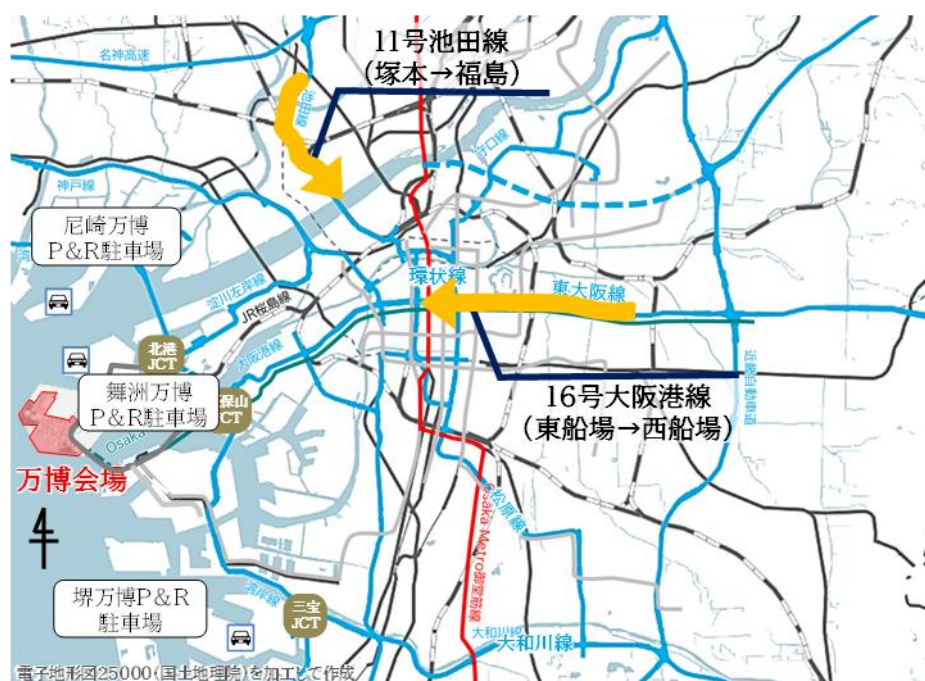 11号池田線
(塚本→福島)
名神高速
池田線
守口線
神戸線
尼崎万博
P&R駐車場
環状線
東大阪線
淀川左岸線
JR桜島線
北港
JCT
大阪港線
近畿自動車道
舞洲万博
P&R駐車場
JCT
16号大阪港線
(東船場→西船場)
Osaka
万博会場
松原線
Osaka Metro御堂筋線
堺万博P&R
駐車場
湾岸線
三宝
JCT
大和川線
大和川線
電子地形図25000(国土地理院)を加工して作成